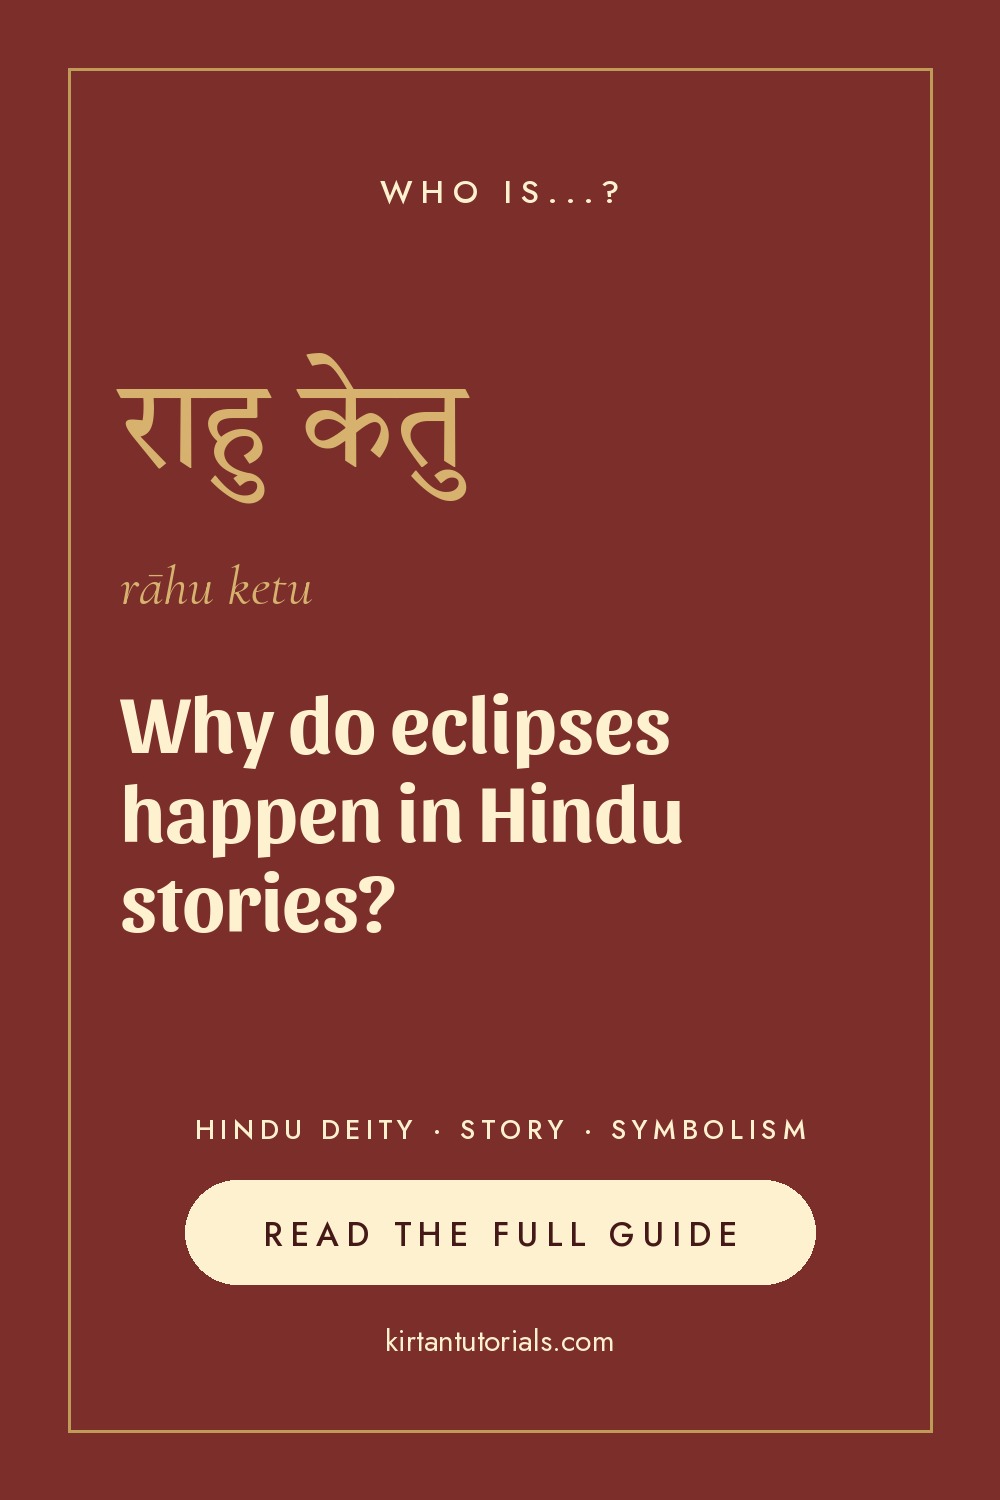 WHO IS...?
राहु केतु
rāhu ketu
Why do eclipses
happen in Hindu
stories?
HINDU DEITY · STORY · SYMBOLISM
READ THE FULL GUIDE
kirtantutorials.com